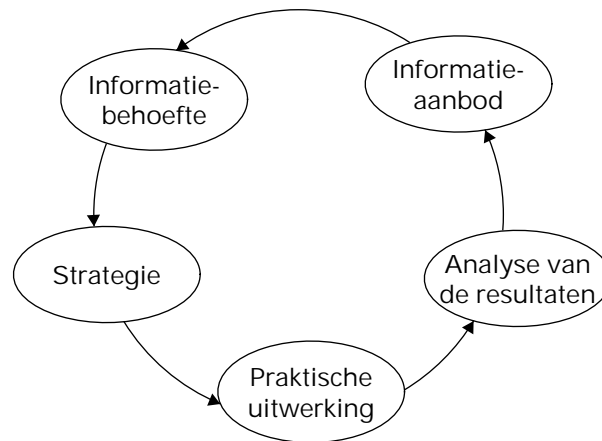 Informatie-
behoefte
Informatie-
aanbod
Strategie
Analyse van
de resultaten
Praktische
uitwerking